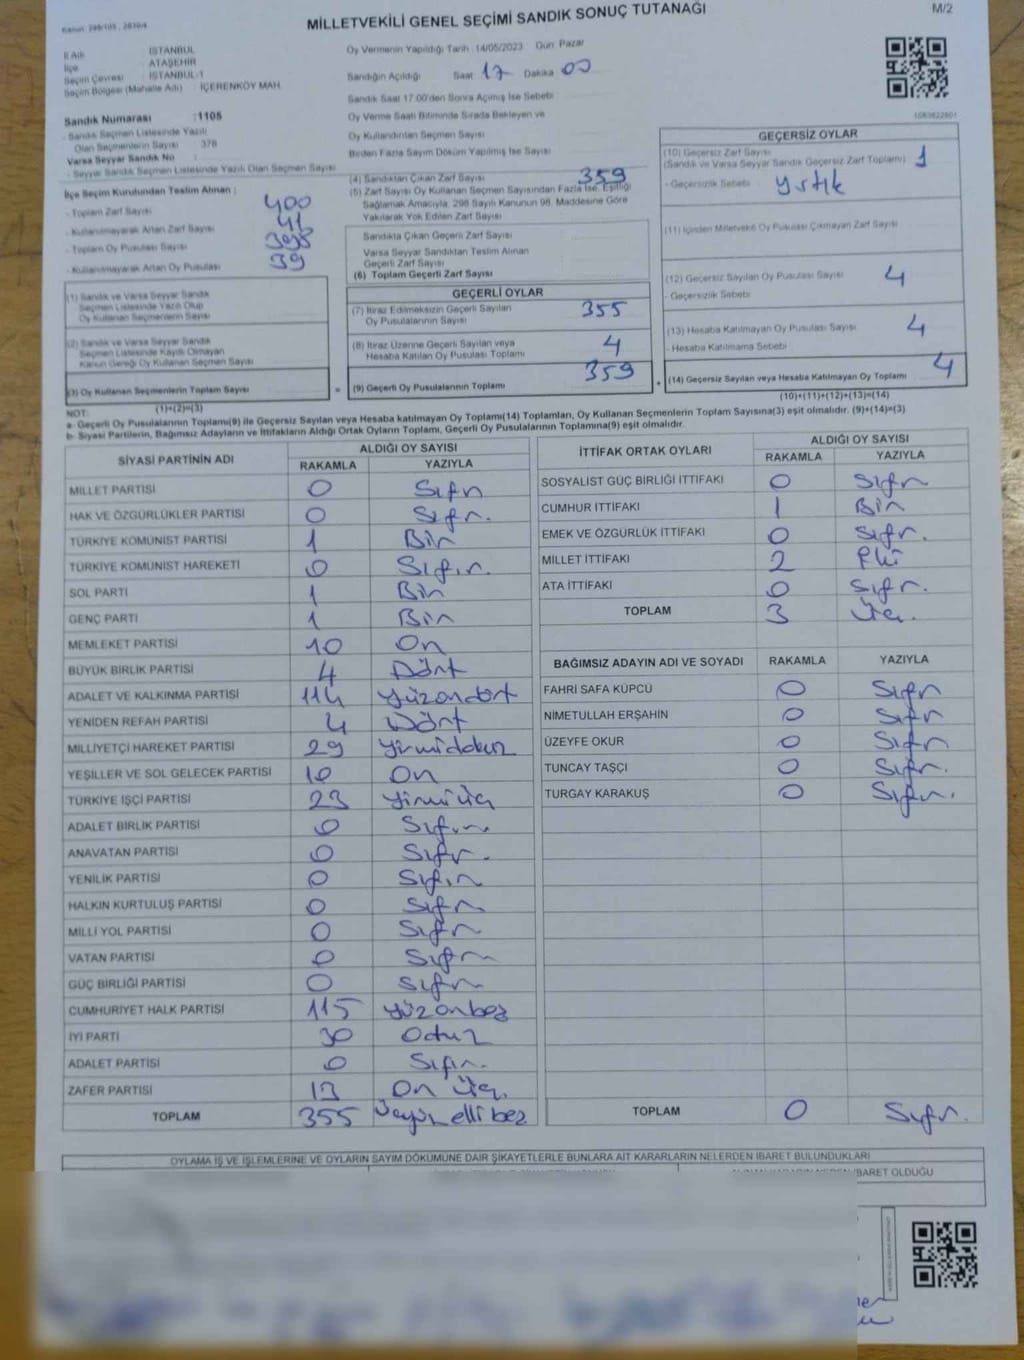 MİLLETVEKİLİ GENEL SEÇİMİ SANDIK SONUÇ TUTANAĞI
M/2
İl Adı : İSTANBUL
İlçe : ATAŞEHİR
Seçim Çevresi : İSTANBUL-1
Seçim Bölgesi (Mahalle Adı) : İÇERENKÖY MAH.
Sandık Numarası :1105
- Sandık Seçmen Listesinde Yazılı
Olan Seçmenlerin Sayısı : 378
Varsa Seyyar Sandık No :
- Seyyar Sandık Seçmen Listesinde Yazılı Olan Seçmen Sayısı
İlçe Seçim Kurulundan Teslim Alınan ;
- Toplam Zarf Sayısı 400
- Kullanılmayarak Artan Zarf Sayısı 41
- Toplam Oy Pusulası Sayısı 398
- Kullanılmayarak Artan Oy Pusulası 39
(1) Sandık ve Varsa Seyyar Sandık
Seçmen Listesinde Yazılı Olup
Oy Kullanan Seçmenlerin Sayısı
(2) Sandık ve Varsa Seyyar Sandık
Seçmen Listesinde Kayıtlı Olmayan
Kanun Gereği Oy Kullanan Seçmen Sayısı
(3) Oy Kullanan Seçmenlerin Toplam Sayısı
(1)+(2)=(3)
Oy Vermenin Yapıldığı Tarih :14/05/2023 Gün: Pazar
Sandığın Açıldığı Saat 17 Dakika 00
Sandık Saat 17:00'den Sonra Açılmış İse Sebebi
Oy Verme Saati Bitiminde Sırada Bekleyen ve
Oy Kullandırılan Seçmen Sayısı
Birden Fazla Sayım Döküm Yapılmış İse Sayısı
(4) Sandıktan Çıkan Zarf Sayısı 359
(5) Zarf Sayısı Oy Kullanan Seçmen Sayısından Fazla İse, Eşitliği
Sağlamak Amacıyla; 298 Sayılı Kanunun 98. Maddesine Göre
Yakılarak Yok Edilen Zarf Sayısı
Sandıkta Çıkan Geçerli Zarf Sayısı
Varsa Seyyar Sandıktan Teslim Alınan
Geçerli Zarf Sayısı
(6) Toplam Geçerli Zarf Sayısı
GEÇERLİ OYLAR
(7) İtiraz Edilmeksizin Geçerli Sayılan
Oy Pusulalarının Sayısı 355
(8) İtiraz Üzerine Geçerli Sayılan veya
Hesaba Katılan Oy Pusulası Toplamı 4
= (9) Geçerli Oy Pusulalarının Toplamı 359 +
GEÇERSİZ OYLAR
(10) Geçersiz Zarf Sayısı
(Sandık ve Varsa Seyyar Sandık Geçersiz Zarf Toplamı) 1
- Geçersizlik Sebebi yırtık
(11) İçinden Milletvekili Oy Pusulası Çıkmayan Zarf Sayısı
(12) Geçersiz Sayılan Oy Pusulası Sayısı 4
- Geçersizlik Sebebi
(13) Hesaba Katılmayan Oy Pusulası Sayısı 4
- Hesaba Katılmama Sebebi
(14) Geçersiz Sayılan veya Hesaba Katılmayan Oy Toplamı 4
(10)+(11)+(12)+(13)=(14)
NOT:
a- Geçerli Oy Pusulalarının Toplamı(9) ile Geçersiz Sayılan veya Hesaba katılmayan Oy Toplamı(14) Toplamları, Oy Kullanan Seçmenlerin Toplam Sayısına(3) eşit olmalıdır. (9)+(14)=(3)
b- Siyasi Partilerin, Bağımsız Adayların ve İttifakların Aldığı Ortak Oyların Toplamı, Geçerli Oy Pusulalarının Toplamına(9) eşit olmalıdır.
SİYASİ PARTİNİN ADI ALDIĞI OY SAYISI
RAKAMLA YAZIYLA
MİLLET PARTİSİ 0 Sıfır
HAK VE ÖZGÜRLÜKLER PARTİSİ 0 Sıfır.
TÜRKİYE KOMÜNİST PARTİSİ 1 Bir
TÜRKİYE KOMÜNİST HAREKETİ 0 Sıfır.
SOL PARTİ 1 Bir
GENÇ PARTİ 1 Bir
MEMLEKET PARTİSİ 10 On
BÜYÜK BİRLİK PARTİSİ 4 Dört
ADALET VE KALKINMA PARTİSİ 114 yüzondört
YENİDEN REFAH PARTİSİ 4 Dört
MİLLİYETÇİ HAREKET PARTİSİ 29 yirmidokuz
YEŞİLLER VE SOL GELECEK PARTİSİ 10 On
TÜRKİYE İŞÇİ PARTİSİ 23 yirmiüç
ADALET BİRLİK PARTİSİ 0 Sıfır.
ANAVATAN PARTİSİ 0 Sıfır.
YENİLİK PARTİSİ 0 Sıfır
HALKIN KURTULUŞ PARTİSİ 0 Sıfır
MİLLİ YOL PARTİSİ 0 Sıfır
VATAN PARTİSİ 0 Sıfır
GÜÇ BİRLİĞİ PARTİSİ 0 Sıfır
CUMHURİYET HALK PARTİSİ 115 yüzonbeş
İYİ PARTİ 30 Otuz
ADALET PARTİSİ 0 Sıfır.
ZAFER PARTİSİ 13 On üç.
TOPLAM 355 üçyüz elli beş
İTTİFAK ORTAK OYLARI ALDIĞI OY SAYISI
RAKAMLA YAZIYLA
SOSYALİST GÜÇ BİRLİĞİ İTTİFAKI 0 Sıfır
CUMHUR İTTİFAKI 1 Bir
EMEK VE ÖZGÜRLÜK İTTİFAKI 0 Sıfır.
MİLLET İTTİFAKI 2 İki
ATA İTTİFAKI 0 Sıfır.
TOPLAM 3 Üç.
BAĞIMSIZ ADAYIN ADI VE SOYADI RAKAMLA YAZIYLA
FAHRİ SAFA KÜPCÜ 0 Sıfır
NİMETULLAH ERŞAHİN 0 Sıfır
ÜZEYFE OKUR 0 Sıfır
TUNCAY TAŞÇI 0 Sıfır.
TURGAY KARAKUŞ 0 Sıfır.
TOPLAM 0 Sıfır.
OYLAMA İŞ VE İŞLEMLERİNE VE OYLARIN SAYIM DÖKÜMÜNE DAİR ŞİKAYETLERLE BUNLARA AİT KARARLARIN NELERDEN İBARET BULUNDUKLARI
İBARET OLDUĞU